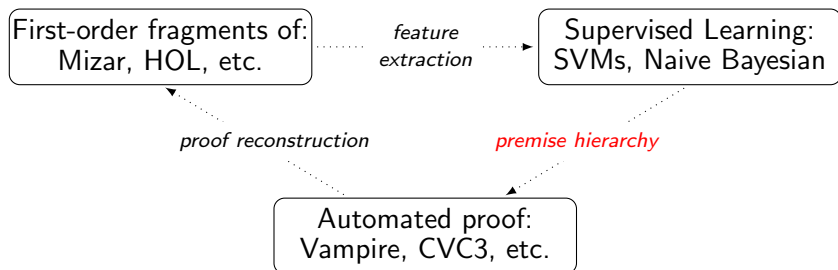 First-order fragments of:
Mizar, HOL, etc.
feature
extraction
Supervised Learning:
SVMs, Naive Bayesian
proof reconstruction
premise hierarchy
Automated proof:
Vampire, CVC3, etc.